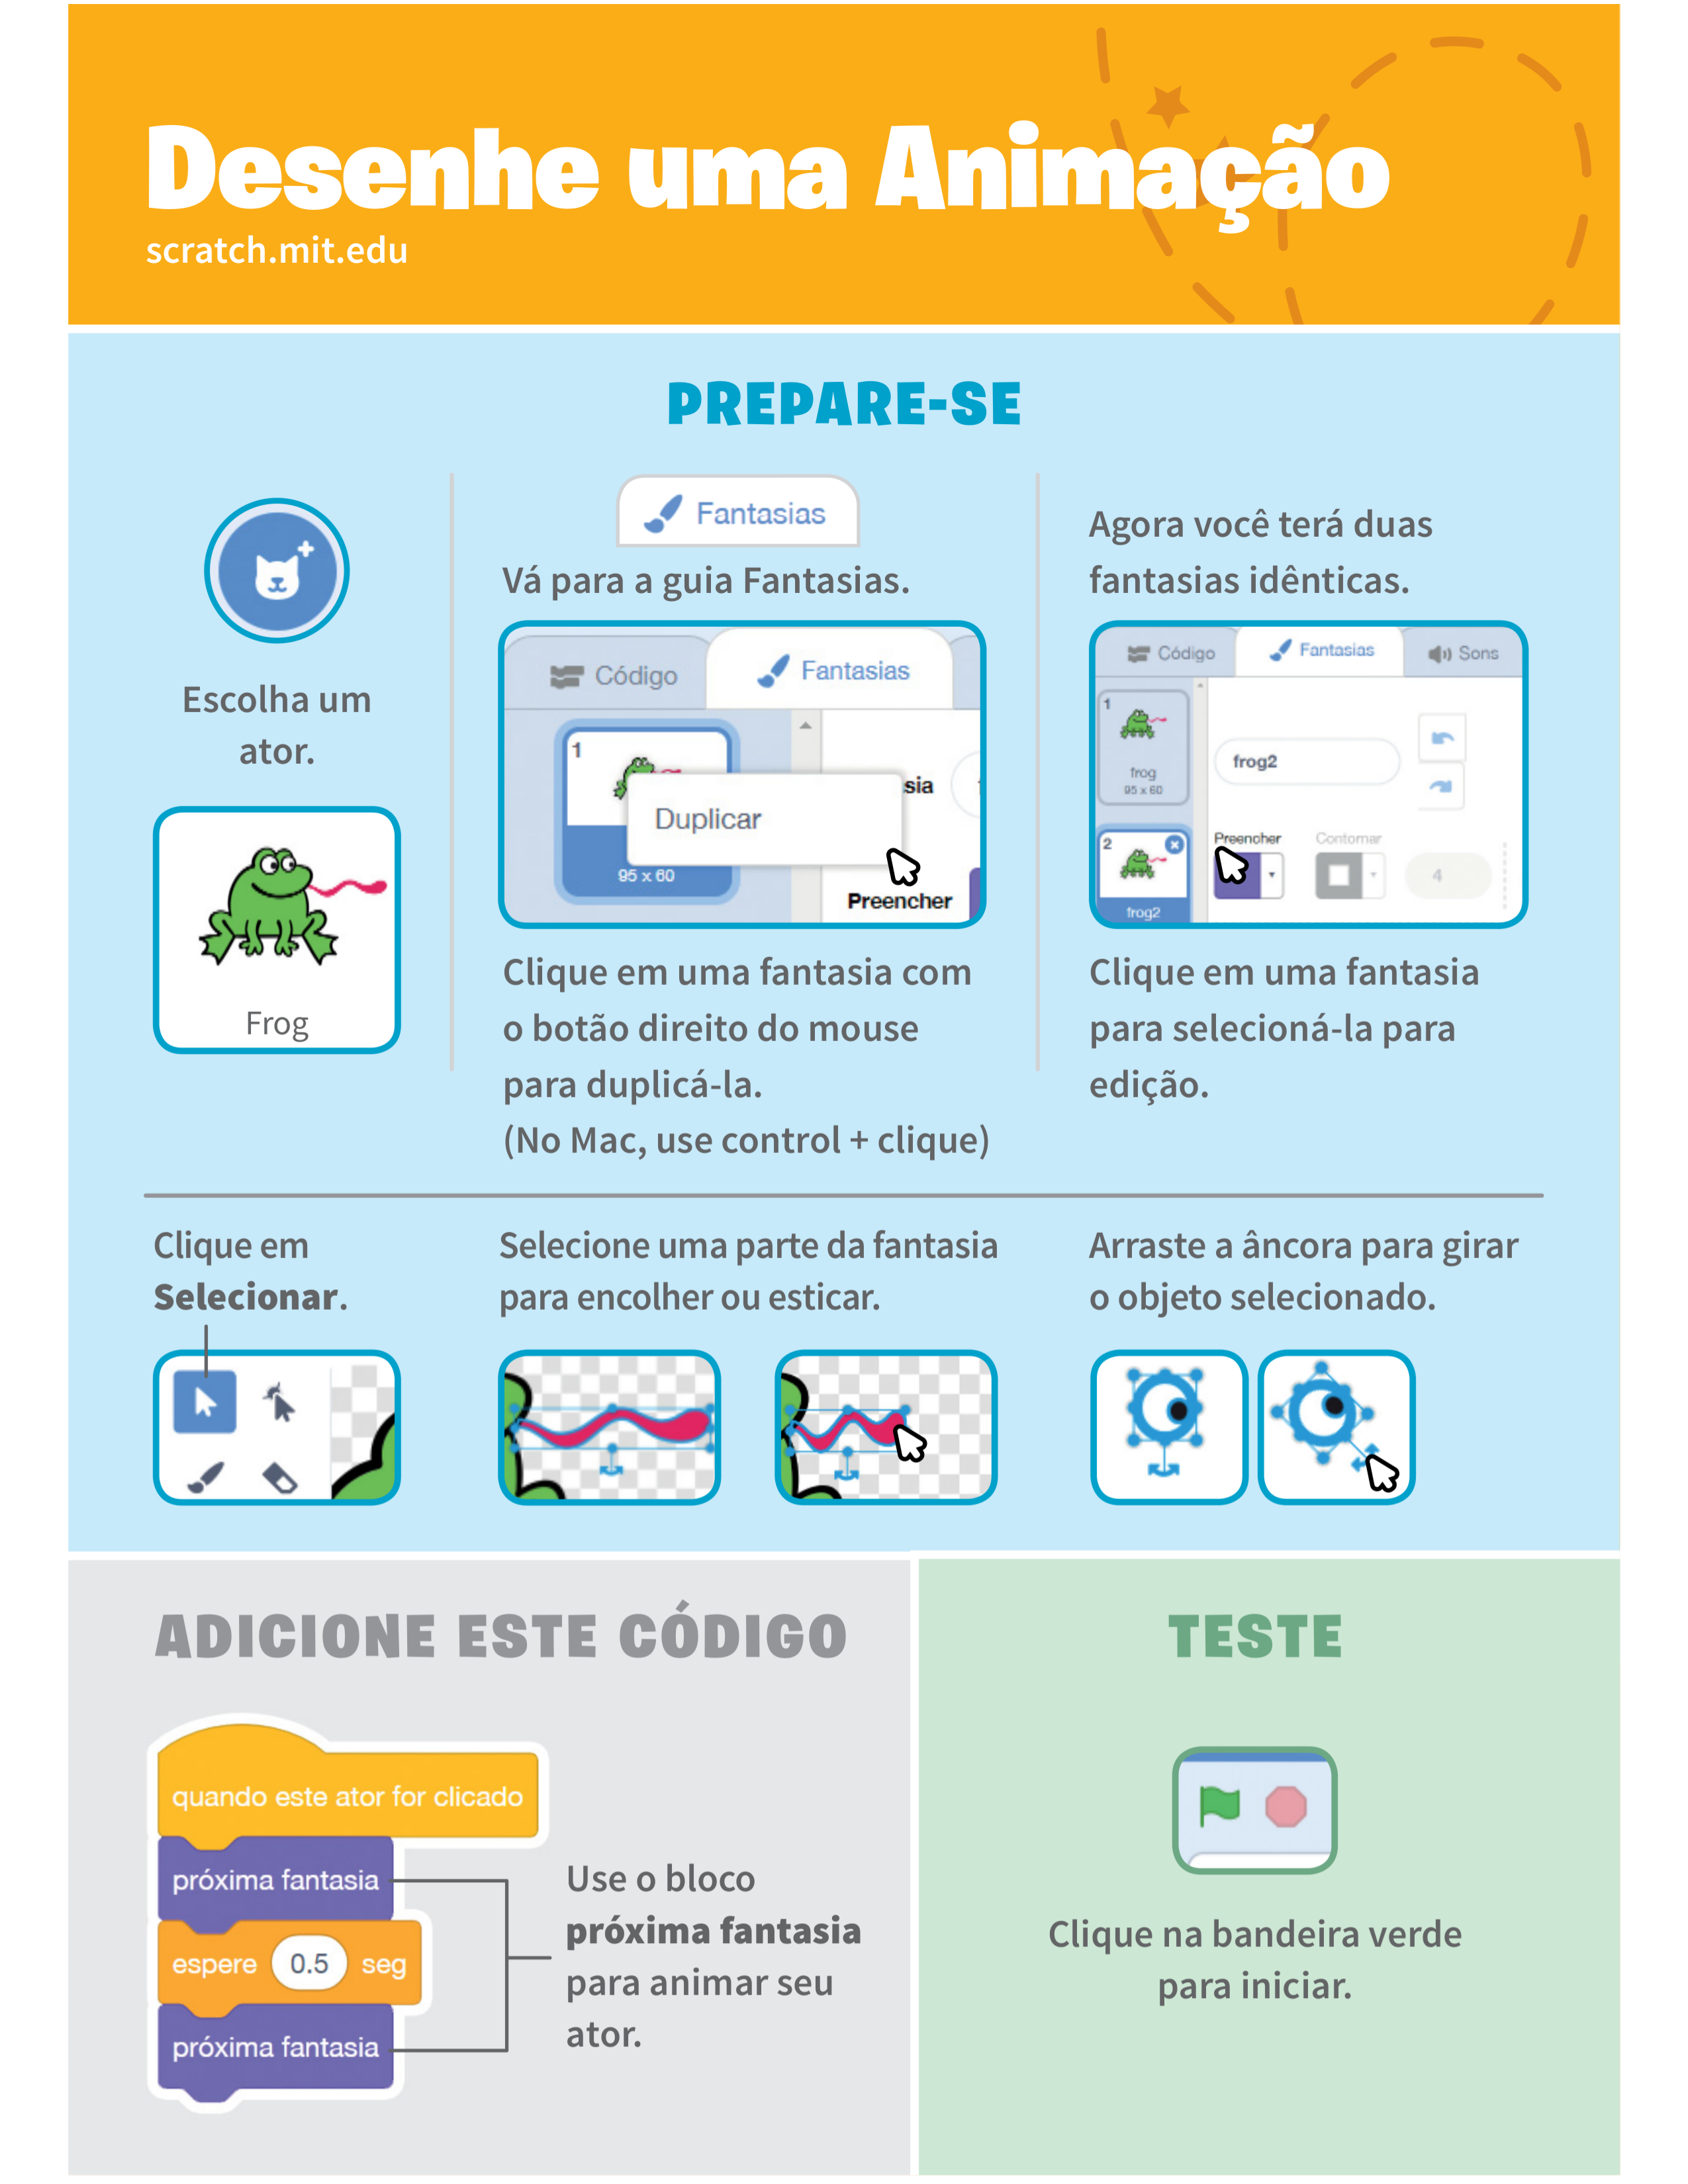 Desenhe uma Animação
scratch.mit.edu
PREPARE-SE
Escolha um
ator.
Frog
Fantasias
Vá para a guia Fantasias.
Código
Fantasias
1
Duplicar
sia
95 x 60
Preencher
Clique em uma fantasia com
o botão direito do mouse
para duplicá-la.
(No Mac, use control + clique)
Agora você terá duas
fantasias idênticas.
Código
Fantasias
Sons
1
frog
95 x 60
frog2
2
Preencher
Contornar
4
frog2
Clique em uma fantasia
para selecioná-la para
edição.
Clique em
Selecionar.
Selecione uma parte da fantasia
para encolher ou esticar.
Arraste a âncora para girar
o objeto selecionado.
ADICIONE ESTE CÓDIGO
quando este ator for clicado
próxima fantasia
espere 0.5 seg
próxima fantasia
Use o bloco
próxima fantasia
para animar seu
ator.
TESTE
Clique na bandeira verde
para iniciar.